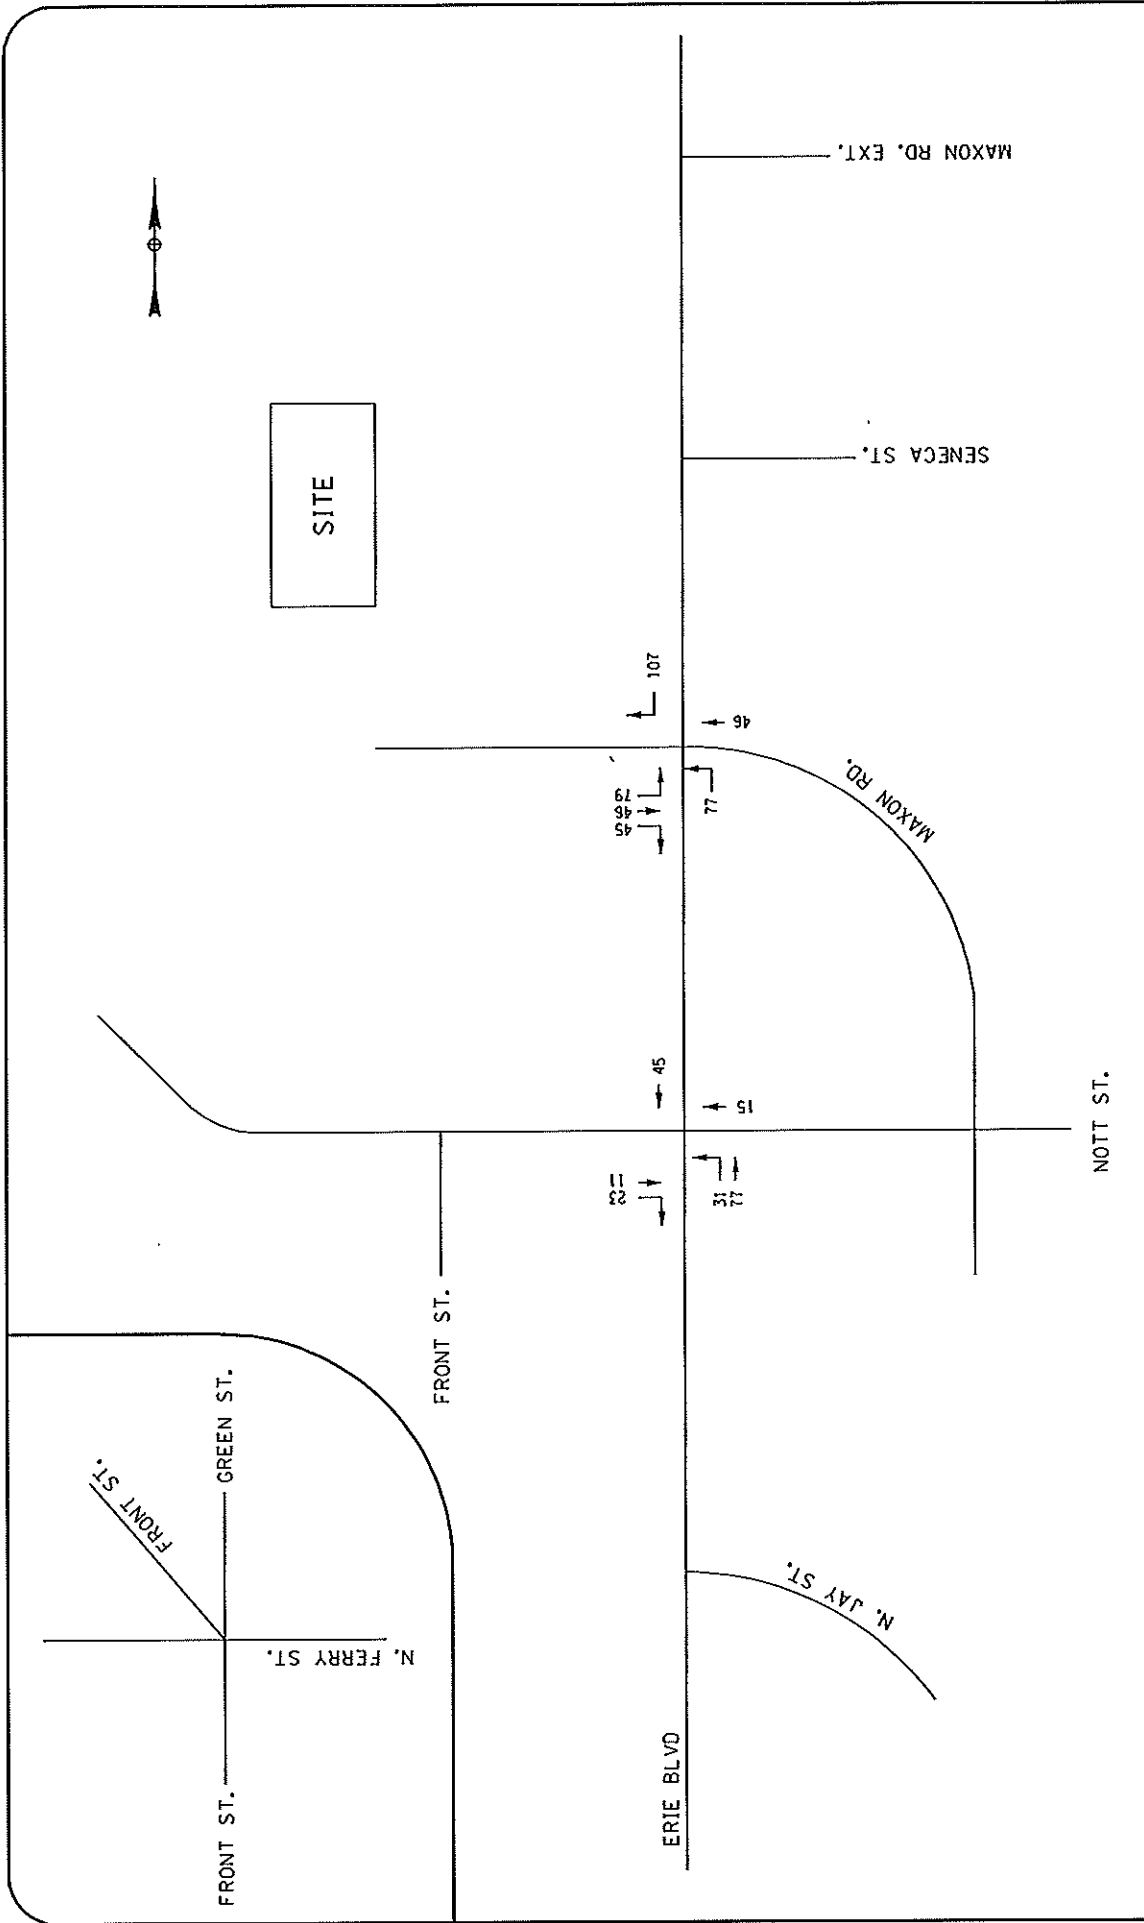 FRONT ST.
GREEN ST.
FRONT ST.
N. FERRY ST.
FRONT ST.
SITE
ERIE BLVD
N. JAY ST.
23
11
45
31
77
15
NOTT ST.
45
46
79
107
77
46
MAXON RD.
SENECA ST.
MAXON RD. EXT.